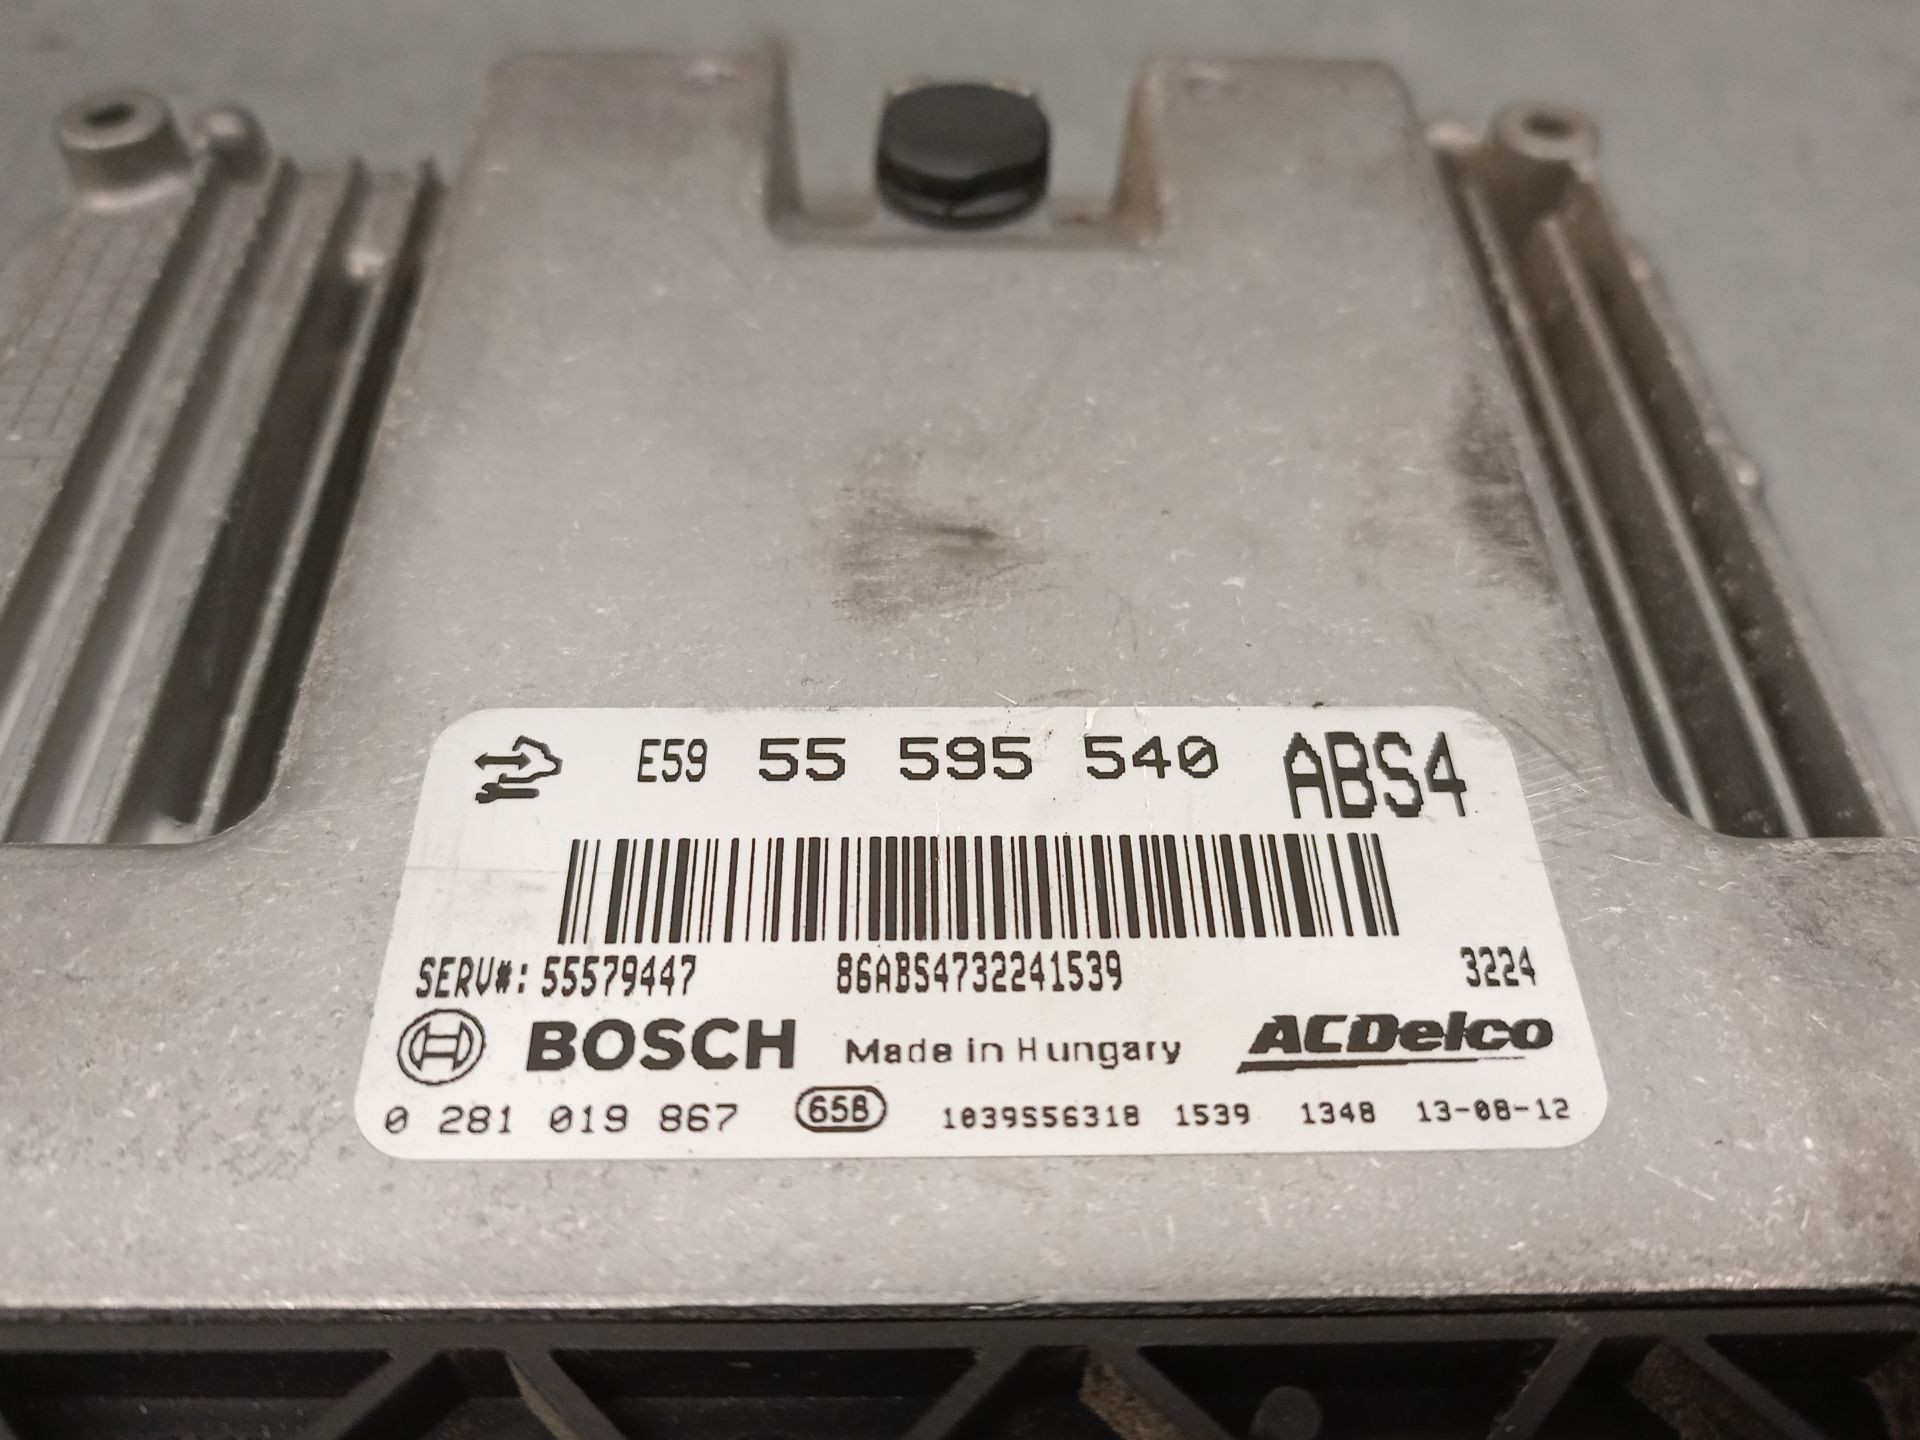 E59 55 595 540 ABS4
SERV#: 55579447 86ABS4732241539 3224
BOSCH Made in Hungary ACDelco
0 281 019 867 65B 1039S56318 1539 1348 13-08-12